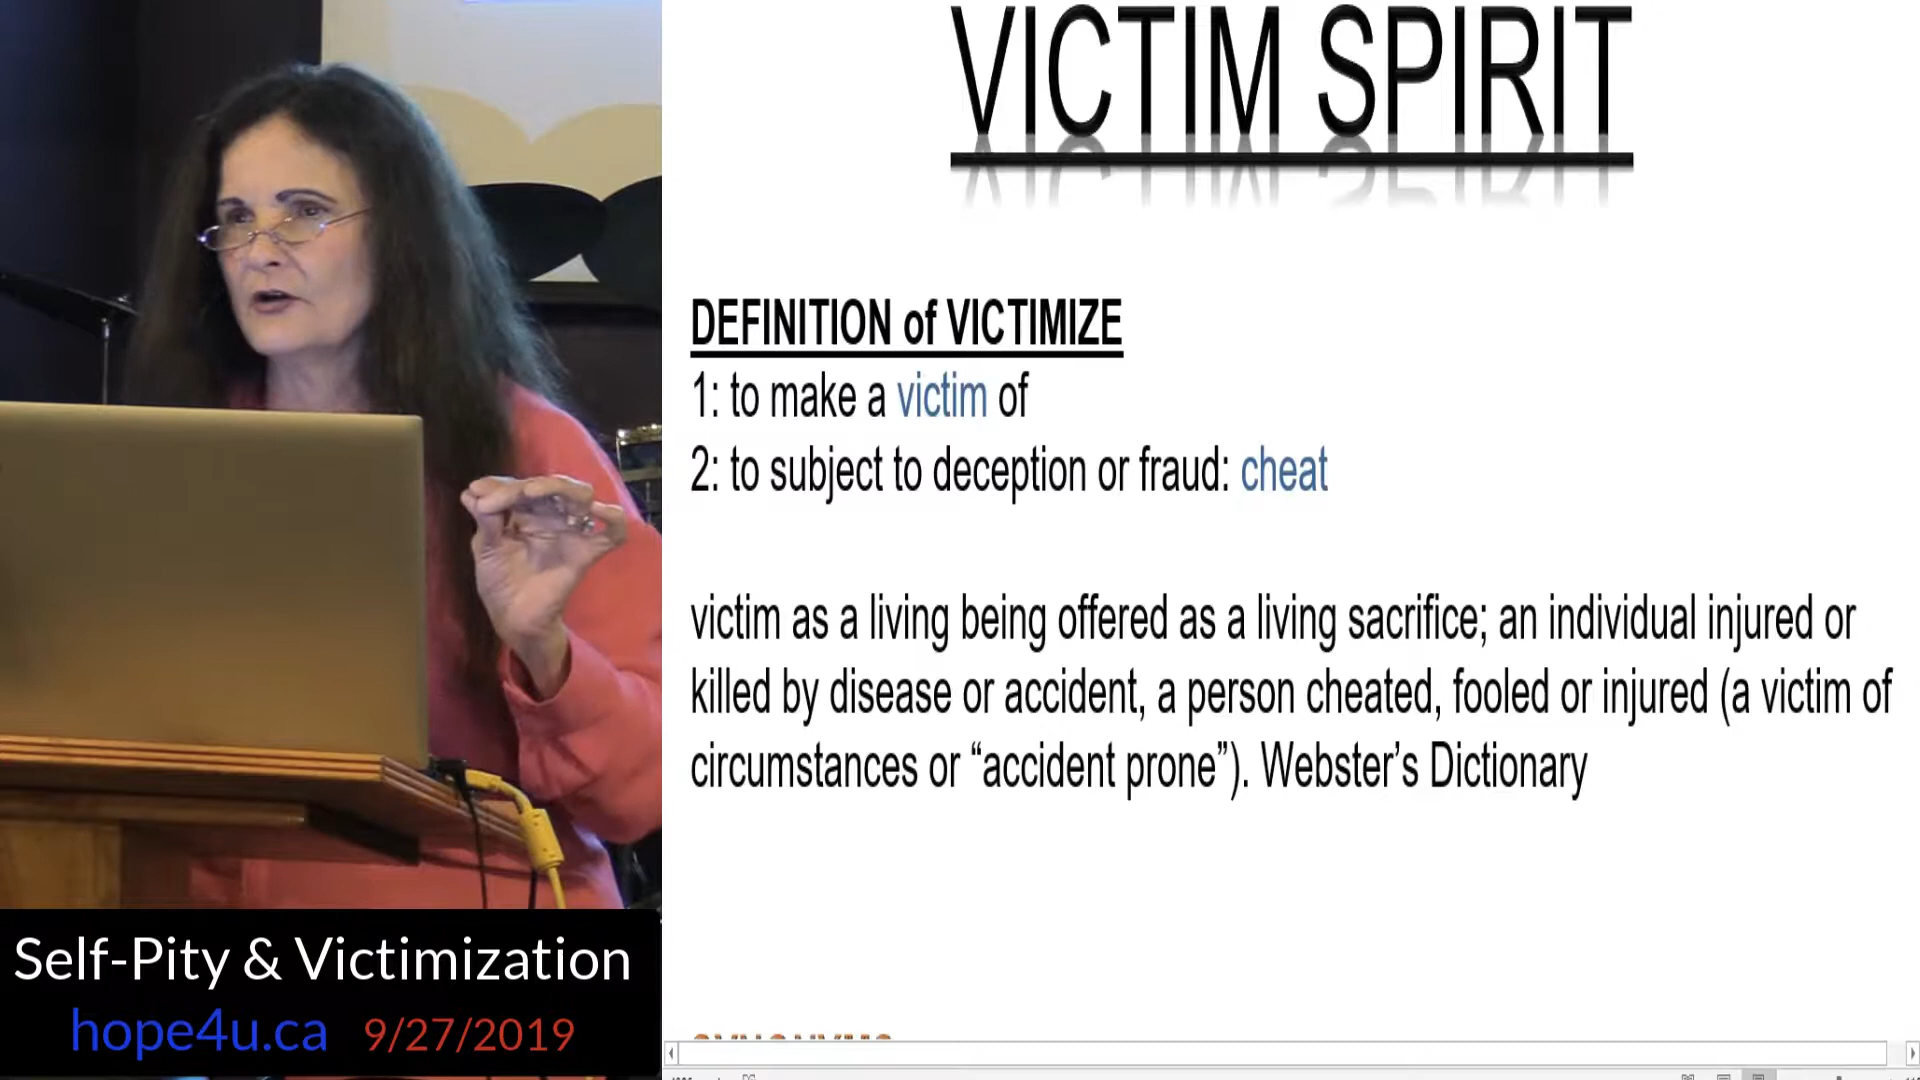 VICTIM SPIRIT
DEFINITION of VICTIMIZE
1: to make a victim of
2: to subject to deception or fraud: cheat
victim as a living being offered as a living sacrifice; an individual injured or
killed by disease or accident, a person cheated, fooled or injured (a victim of
circumstances or “accident prone”). Webster’s Dictionary
Self-Pity & Victimization
hope4u.ca 9/27/2019